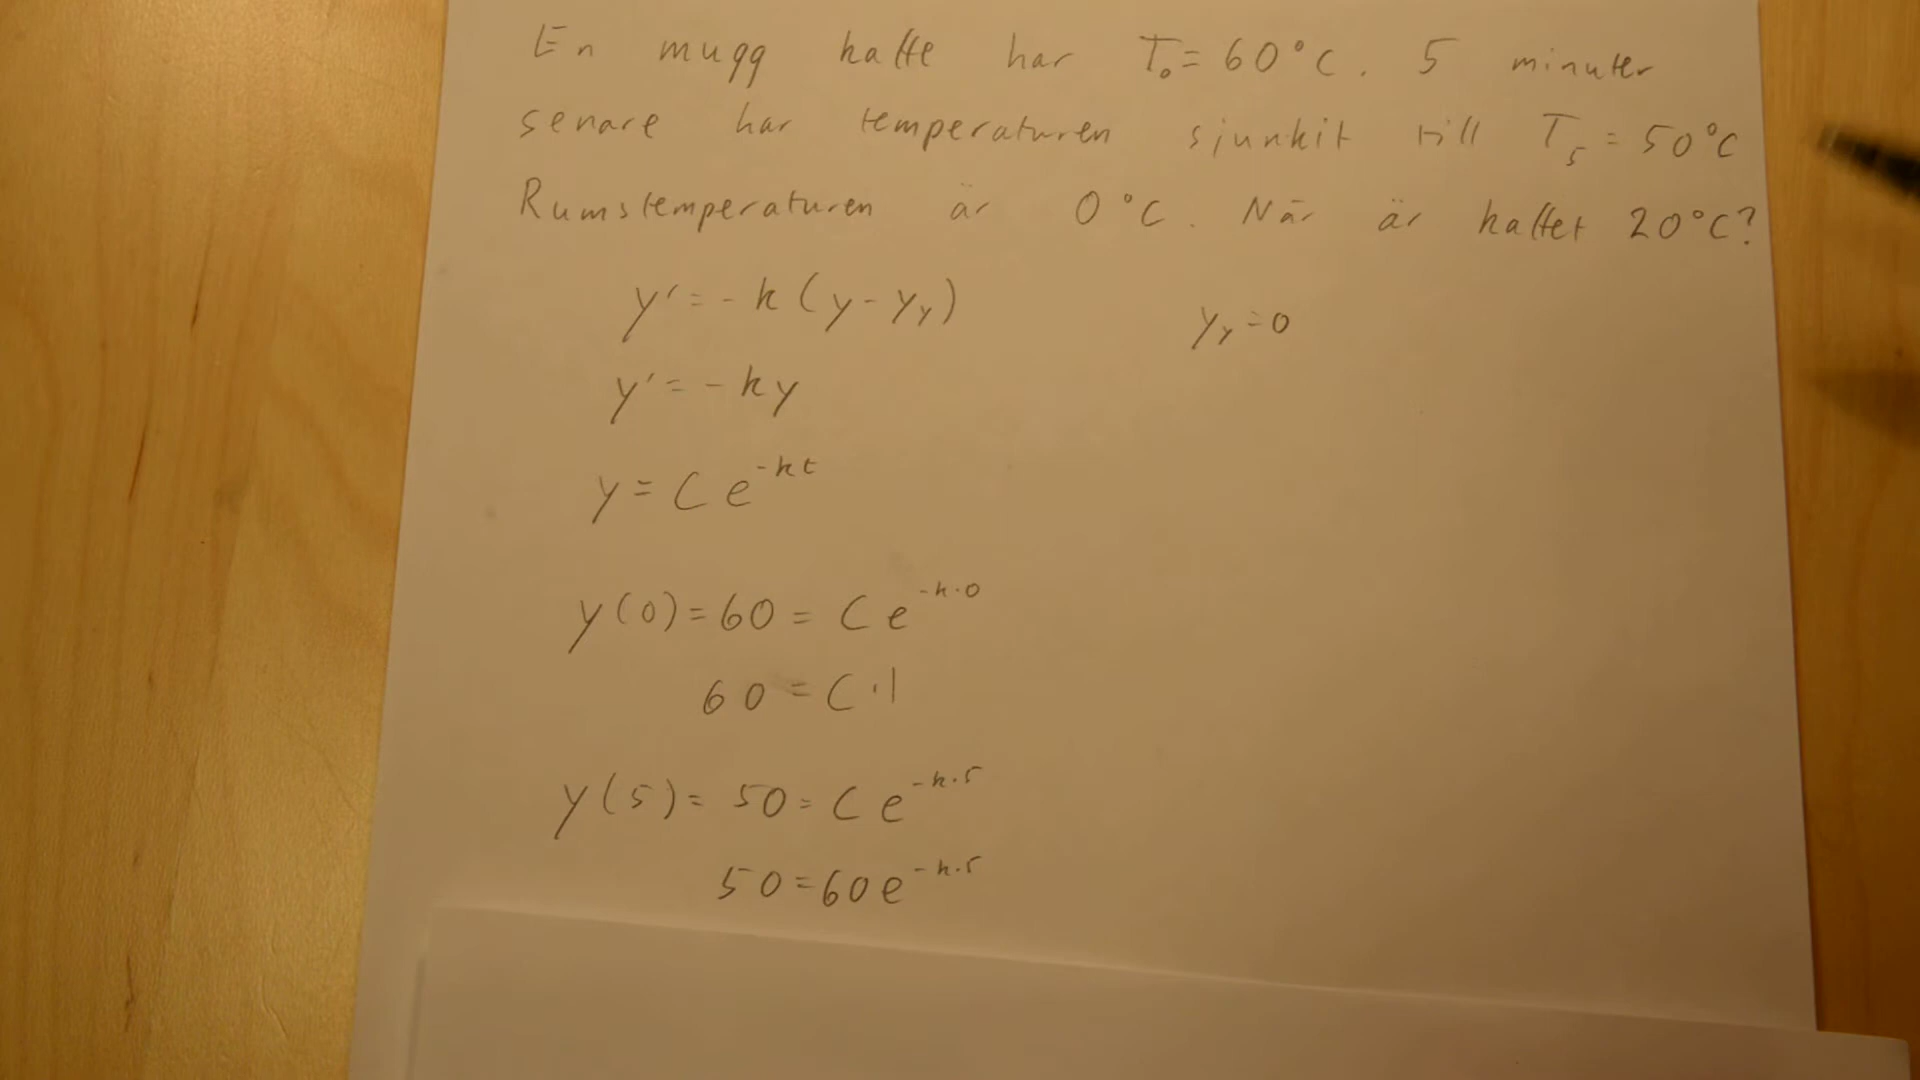 En mugg kaffe har T₀ = 60°C. 5 minuter
senare har temperaturen sjunkit till T₅ = 50°C
Rumstemperaturen är 0°C. När är kaffet 20°C?
y' = -k(y - yᵧ) yᵧ = 0
y' = -ky
y = Ce^(-kt)
y(0) = 60 = Ce^(-k·0)
60 = C·1
y(5) = 50 = Ce^(-k·5)
50 = 60e^(-k·5)